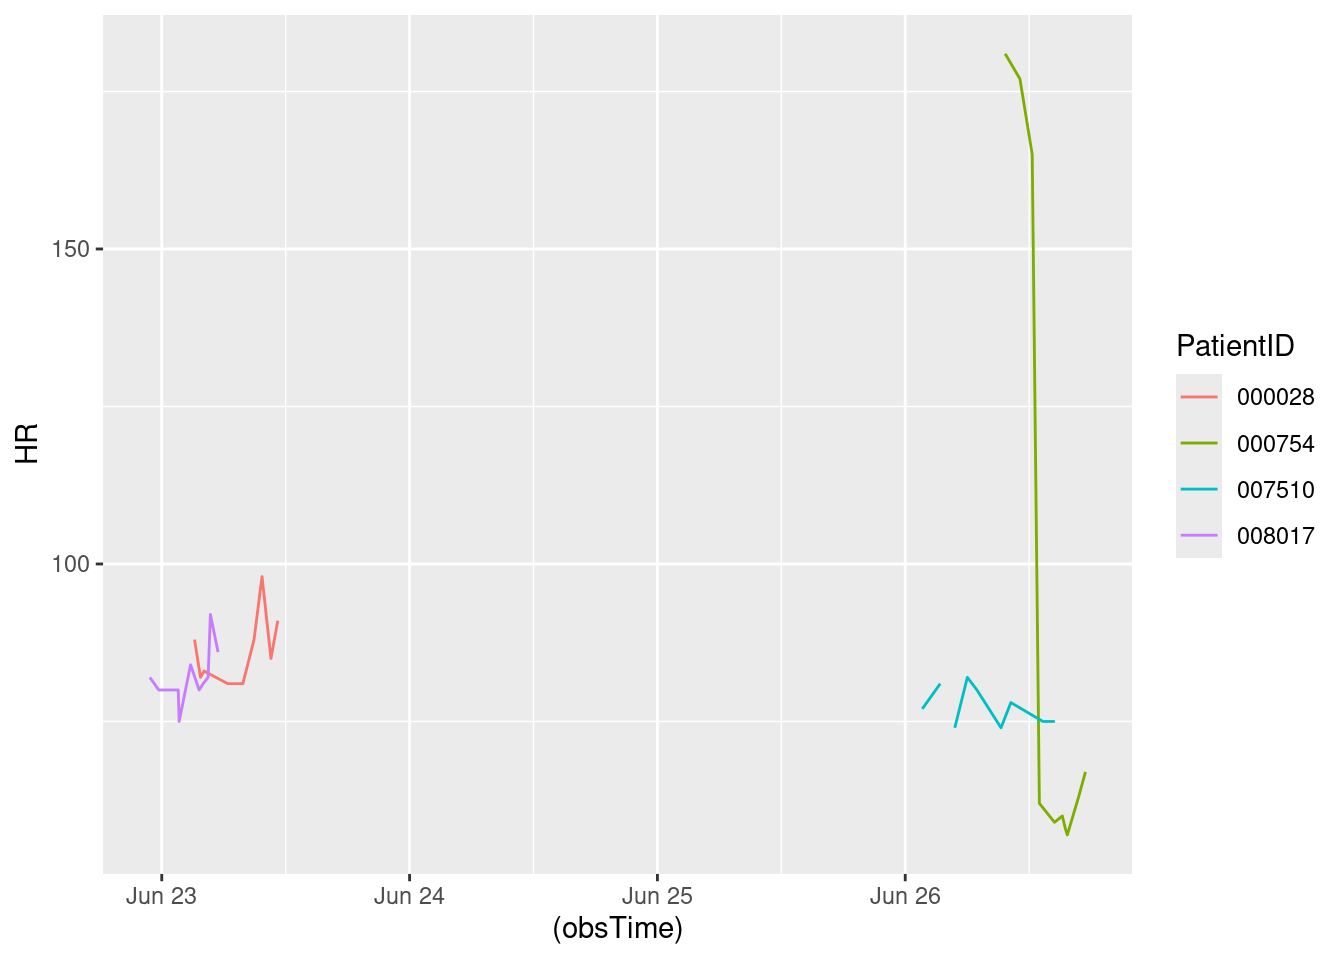 HR
150
100
Jun 23
Jun 24
Jun 25
Jun 26
(obsTime)
PatientID
000028
000754
007510
008017